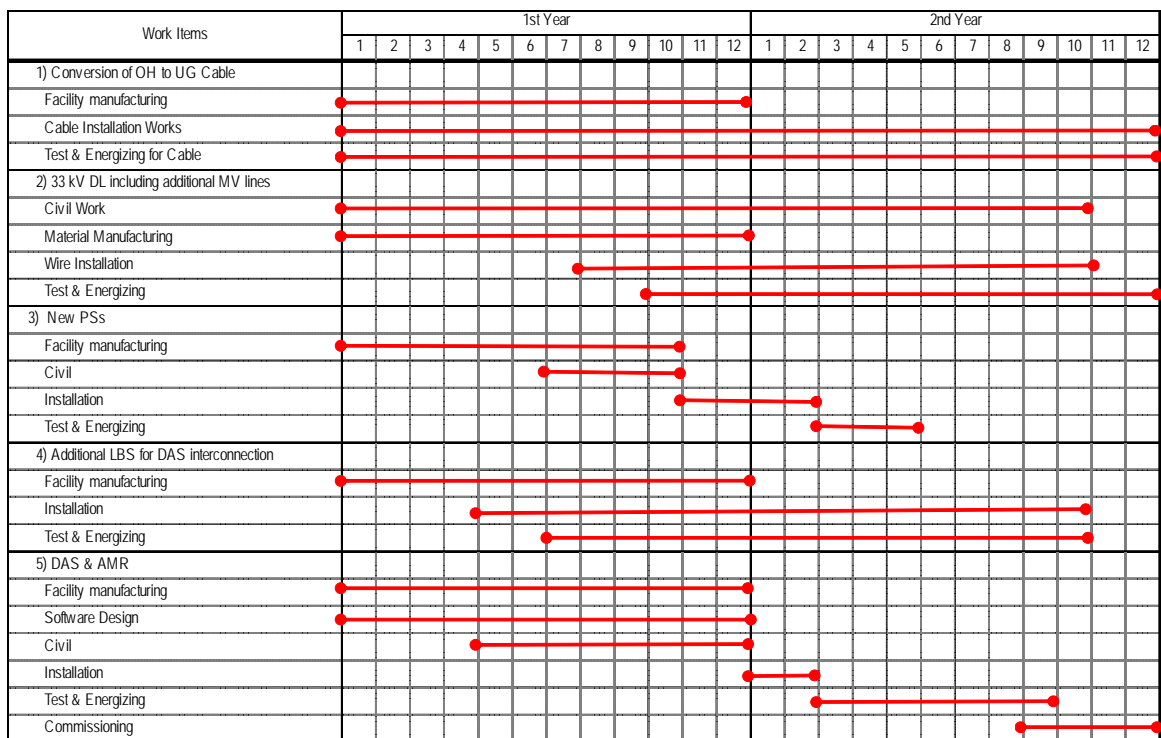 Work Items 1st Year 2nd Year
1 2 3 4 5 6 7 8 9 10 11 12 1 2 3 4 5 6 7 8 9 10 11 12
1) Conversion of OH to UG Cable
Facility manufacturing
Cable Installation Works
Test & Energizing for Cable
2) 33 kV DL including additional MV lines
Civil Work
Material Manufacturing
Wire Installation
Test & Energizing
3) New PSs
Facility manufacturing
Civil
Installation
Test & Energizing
4) Additional LBS for DAS interconnection
Facility manufacturing
Installation
Test & Energizing
5) DAS & AMR
Facility manufacturing
Software Design
Civil
Installation
Test & Energizing
Commissioning